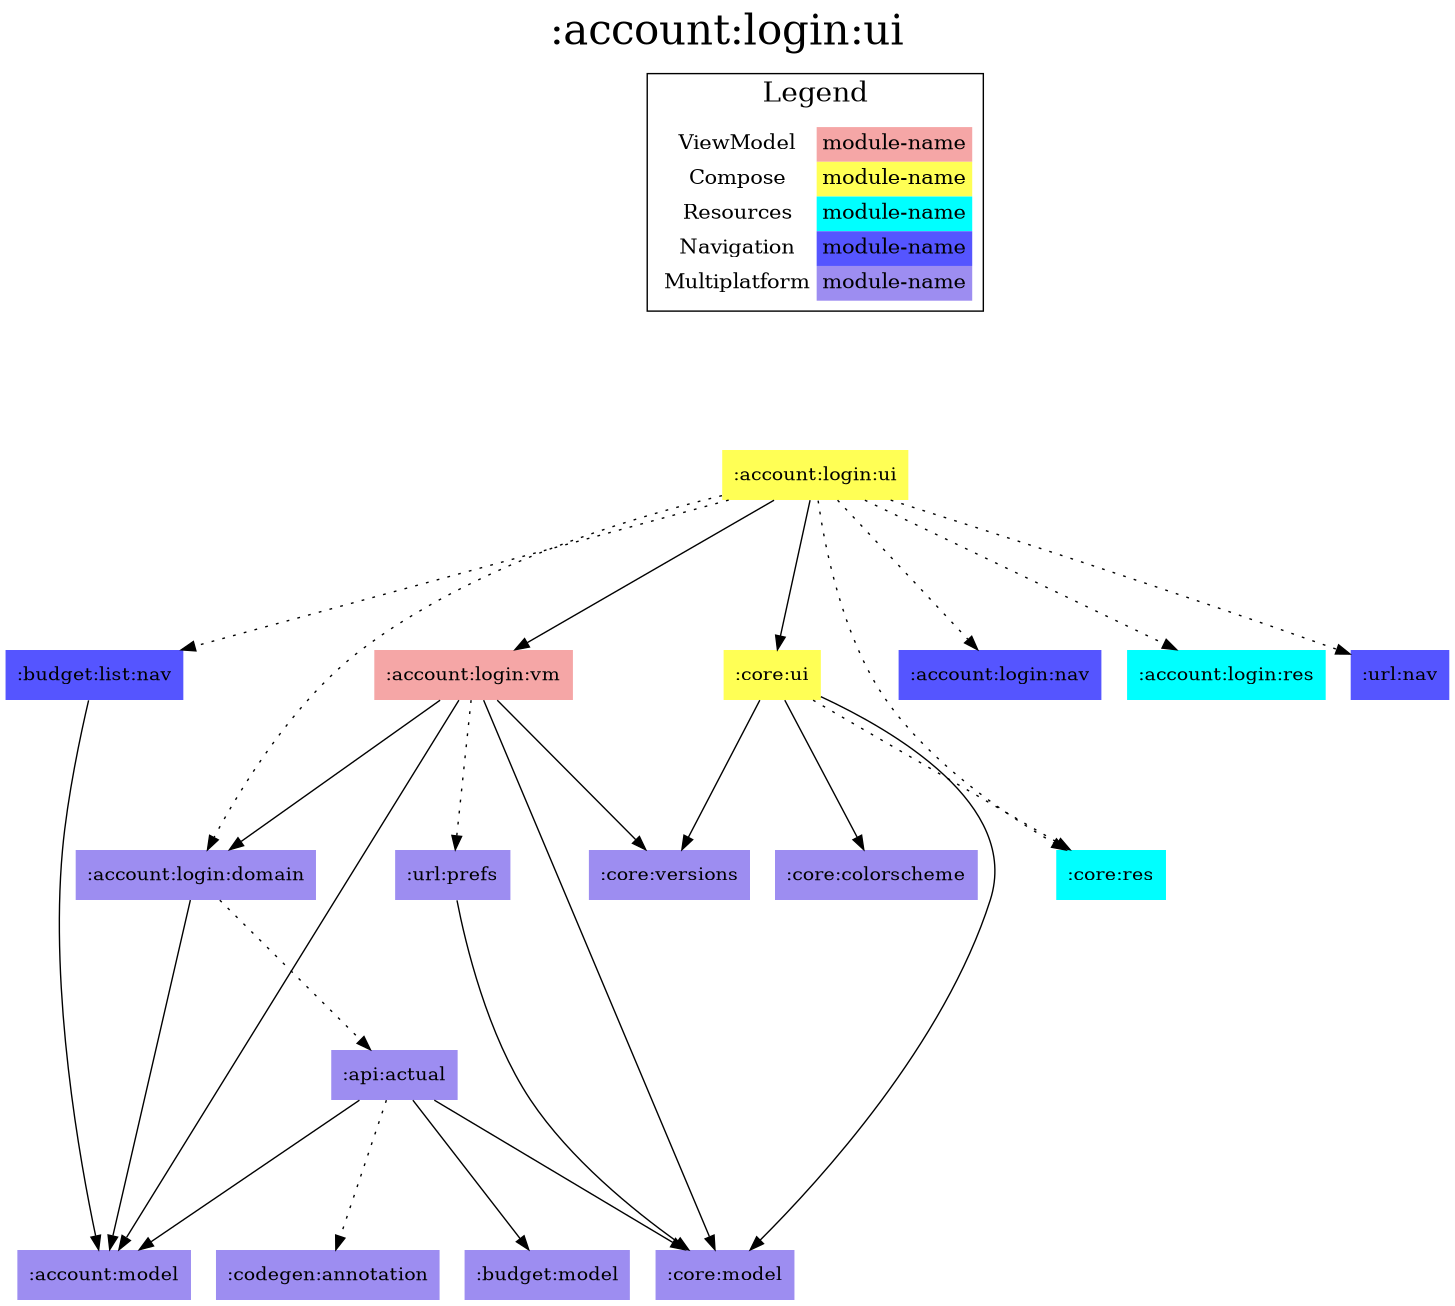 :account:login:ui
Legend
ViewModel module-name
Compose module-name
Resources module-name
Navigation module-name
Multiplatform module-name
:account:login:ui
:budget:list:nav
:account:login:vm
:core:ui
:account:login:nav
:account:login:res
:url:nav
:account:login:domain
:url:prefs
:core:versions
:core:colorscheme
:core:res
:api:actual
:account:model
:codegen:annotation
:budget:model
:core:model